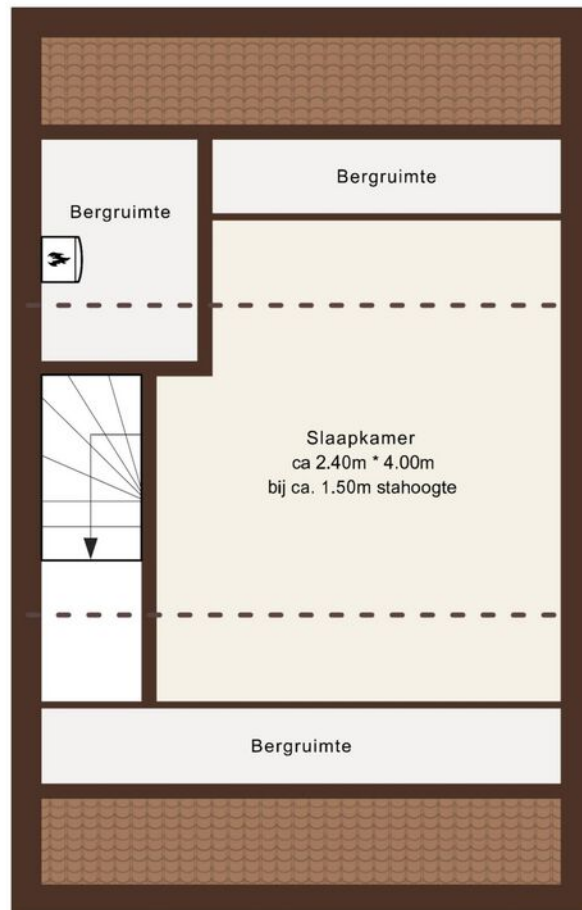 Bergruimte
Bergruimte
Slaapkamer
ca 2.40m * 4.00m
bij ca. 1.50m stahoogte
Bergruimte